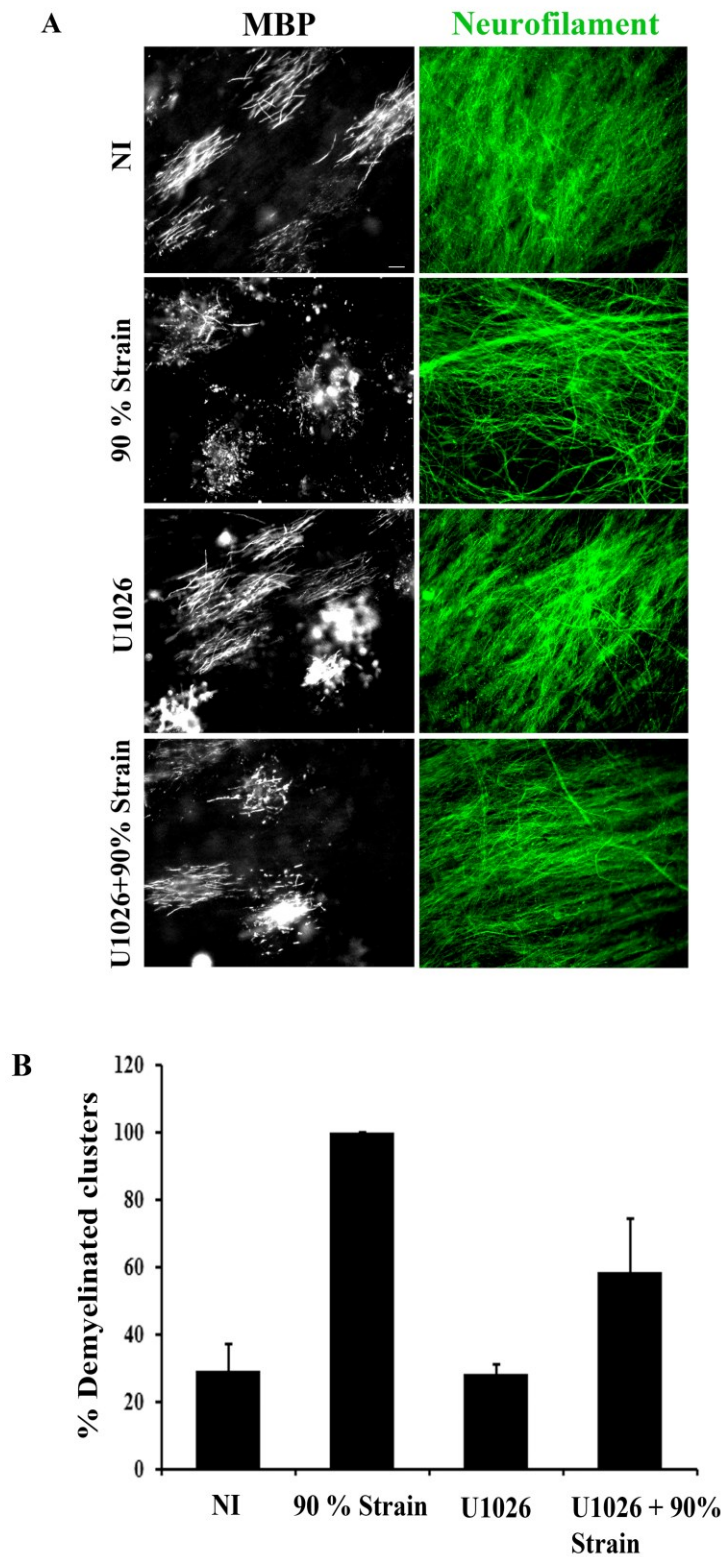 A
MBP
Neurofilament
NI
90 % Strain
U1026
U1026+90% Strain
B
% Demyelinated clusters
120
100
80
60
40
20
0
NI
90 % Strain
U1026
U1026 + 90%
Strain